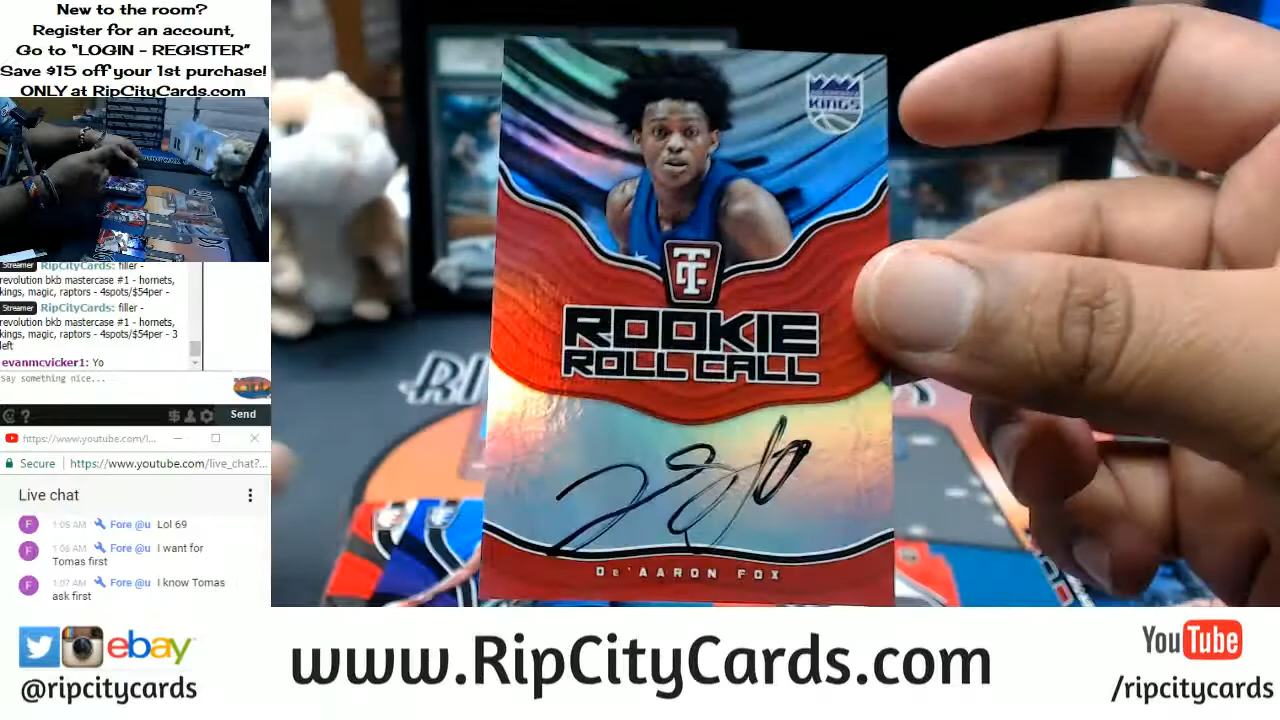 New to the room?
Register for an account,
Go to “LOGIN - REGISTER”
Save $15 off your 1st purchase!
ONLY at RipCityCards.com
Streamer RipCityCards: filler -
revolution bkb mastercase #1 - hornets,
kings, magic, raptors - 4spots/$54per -
Streamer RipCityCards: filler -
revolution bkb mastercase #1 - hornets,
kings, magic, raptors - 4spots/$54per - 3
left
evanmcvicker1: Yo
Say something nice...
Send
https://www.youtube.com/l...
Secure https://www.youtube.com/live_chat?...
Live chat
F 1:05 AM Fore @u Lol 69
F 1:06 AM Fore @u I want for
Tomas first
F 1:07 AM Fore @u I know Tomas
ask first
KINGS
ROOKIE
ROLL CALL
De'AARON FOX
ebay
@ripcitycards
www.RipCityCards.com
YouTube
/ripcitycards